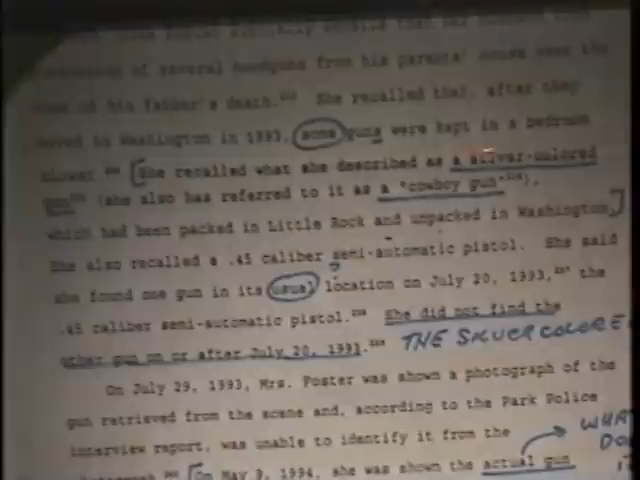 of several handguns from his parents' house near the
of his father's death. She recalled that, after they
moved to Washington in 1993, some guns were kept in a bedroom
closet. [She recalled what she described as a silver-colored
gun (she also has referred to it as a "cowboy gun"),
which had been packed in Little Rock and unpacked in Washington.]
She also recalled a .45 caliber semi-automatic pistol. She said
?
she found one gun in its usual location on July 20, 1993, the
.45 caliber semi-automatic pistol. She did not find the
other gun on or after July 20, 1993. THE SILVER COLORE
On July 29, 1993, Mrs. Foster was shown a photograph of the
gun retrieved from the scene and, according to the Park Police
interview report, was unable to identify it from the
WHA
DO
[On May 9, 1994, she was shown the actual gun